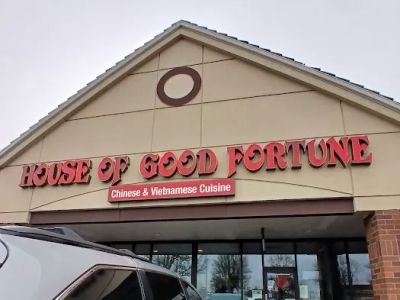 HOUSE OF GOOD FORTUNE
Chinese & Vietnamese Cuisine